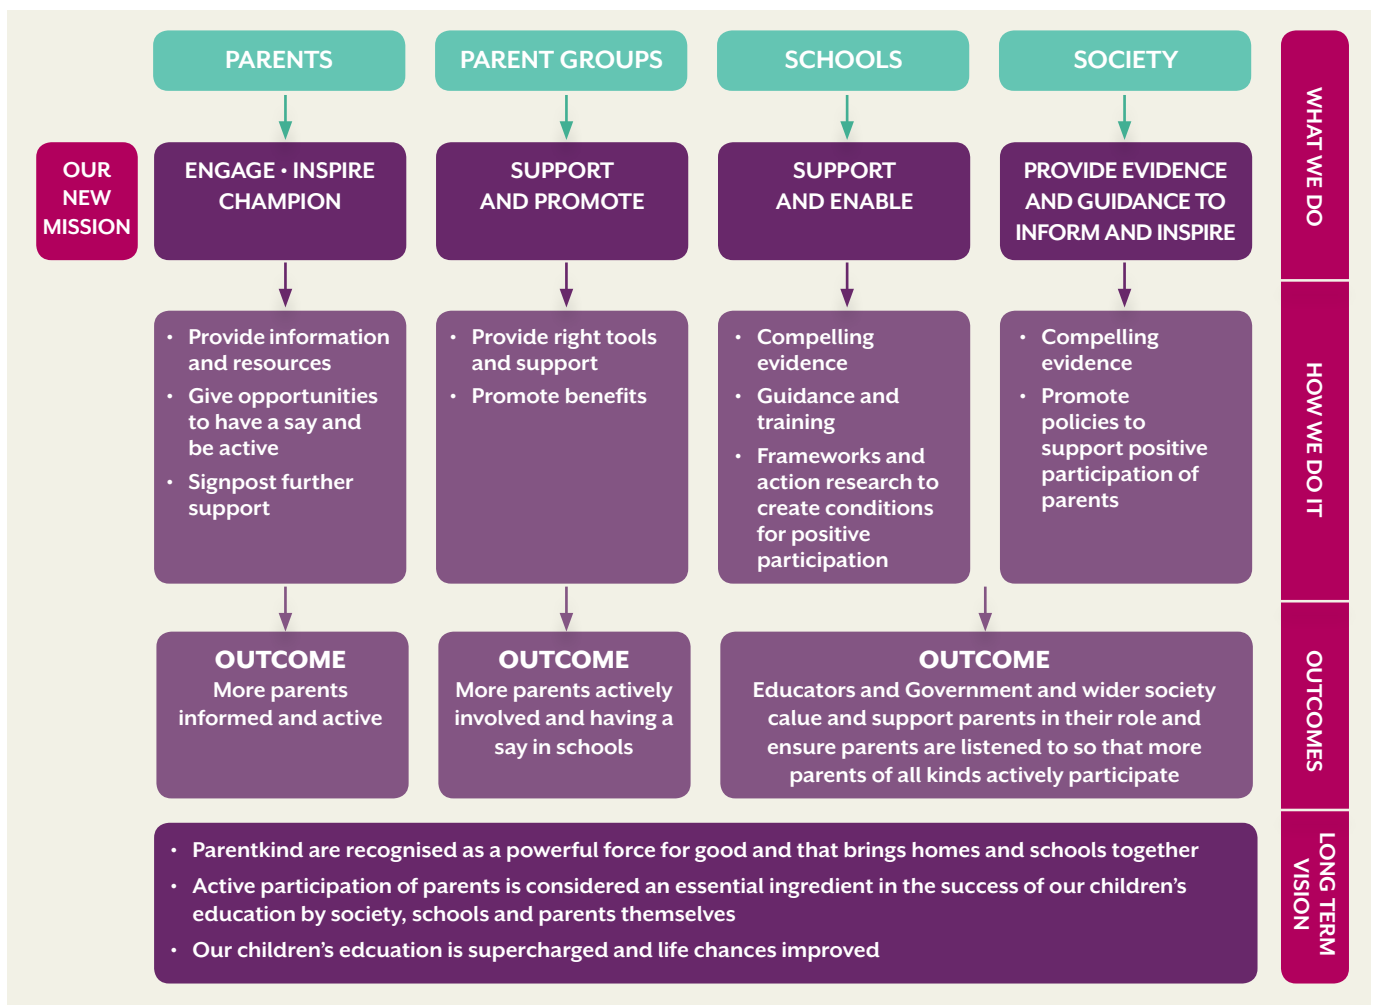 PARENTS
PARENT GROUPS
SCHOOLS
SOCIETY
WHAT WE DO
OUR
NEW
MISSION
ENGAGE · INSPIRE
CHAMPION
SUPPORT
AND PROMOTE
SUPPORT
AND ENABLE
PROVIDE EVIDENCE
AND GUIDANCE TO
INFORM AND INSPIRE
• Provide information
and resources
• Give opportunities
to have a say and
be active
• Signpost further
support
• Provide right tools
and support
• Promote benefits
• Compelling
evidence
• Guidance and
training
• Frameworks and
action research to
create conditions
for positive
participation
• Compelling
evidence
• Promote
policies to
support positive
participation of
parents
HOW WE DO IT
OUTCOME
More parents
informed and active
OUTCOME
More parents actively
involved and having a
say in schools
OUTCOME
Educators and Government and wider society
calue and support parents in their role and
ensure parents are listened to so that more
parents of all kinds actively participate
OUTCOMES
• Parentkind are recognised as a powerful force for good and that brings homes and schools together
• Active participation of parents is considered an essential ingredient in the success of our children’s
education by society, schools and parents themselves
• Our children’s edcuation is supercharged and life chances improved
LONG TERM
VISION